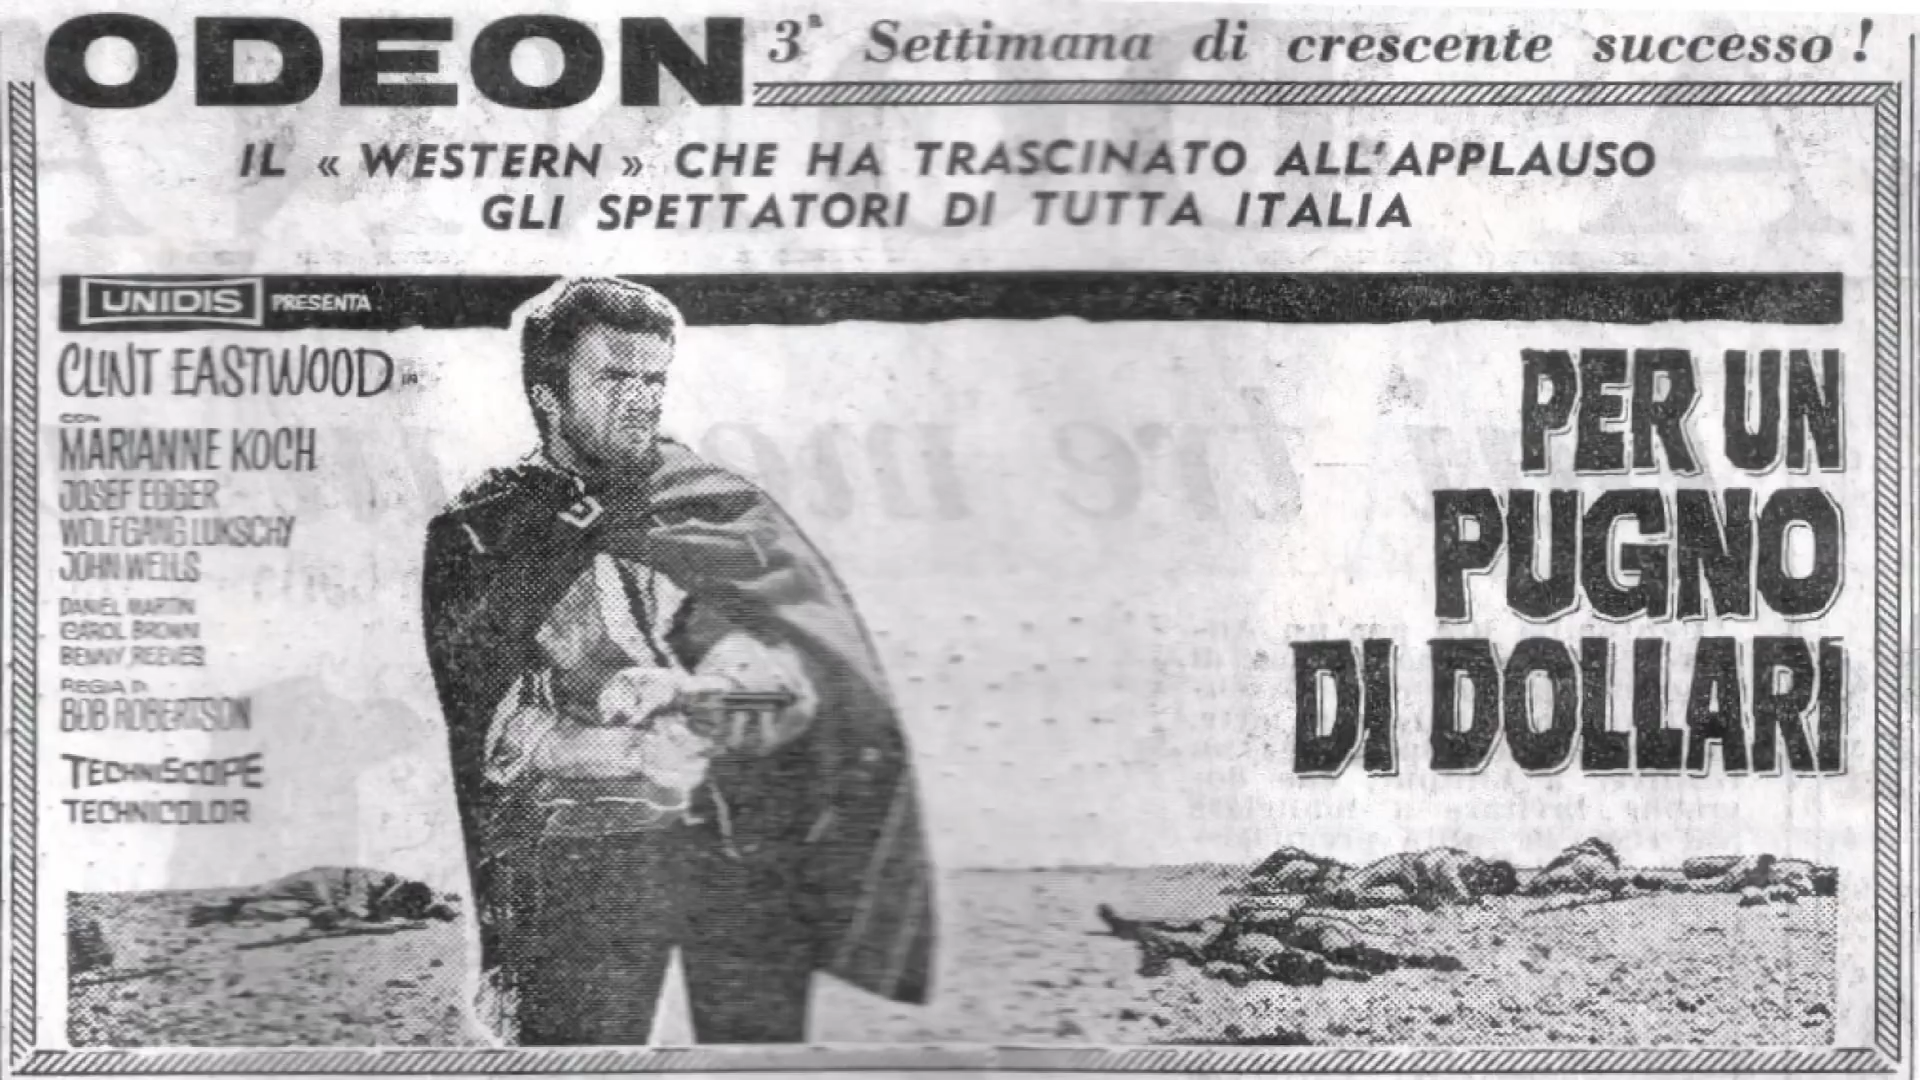 ODEON 3ª Settimana di crescente successo!
IL « WESTERN » CHE HA TRASCINATO ALL'APPLAUSO
GLI SPETTATORI DI TUTTA ITALIA
UNIDIS PRESENTA
CLINT EASTWOOD IN
CON
MARIANNE KOCH
JOSEF EGGER
WOLFGANG LUKSCHY
JOHN WELLS
DANIEL MARTIN
CAROL BROWN
BENNY REEVES
REGIA DI
BOB ROBERTSON
TECHNISCOPE
TECHNICOLOR
PER UN
PUGNO
DI DOLLARI